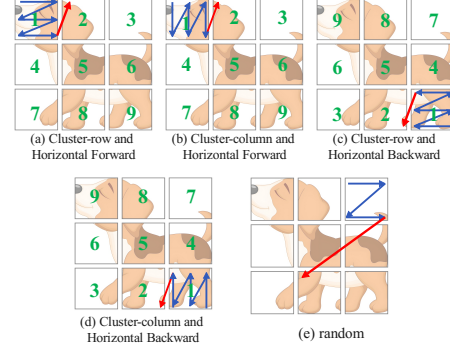 1 2 3
4 5 6
7 8 9
(a) Cluster-row and
Horizontal Forward
1 2 3
4 5 6
7 8 9
(b) Cluster-column and
Horizontal Forward
9 8 7
6 5 4
3 2 1
(c) Cluster-row and
Horizontal Backward
9 8 7
6 5 4
3 2 1
(d) Cluster-column and
Horizontal Backward
(e) random